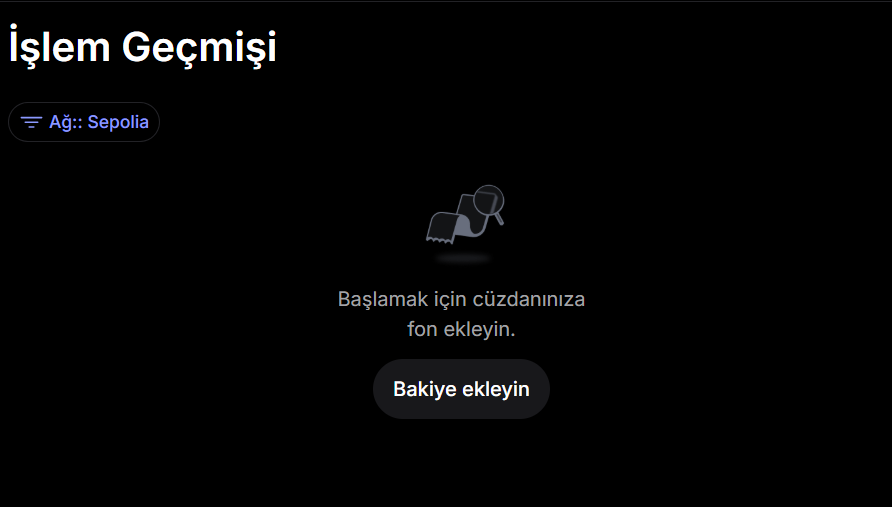 İşlem Geçmişi
Ağ:: Sepolia
Başlamak için cüzdanınıza
fon ekleyin.
Bakiye ekleyin